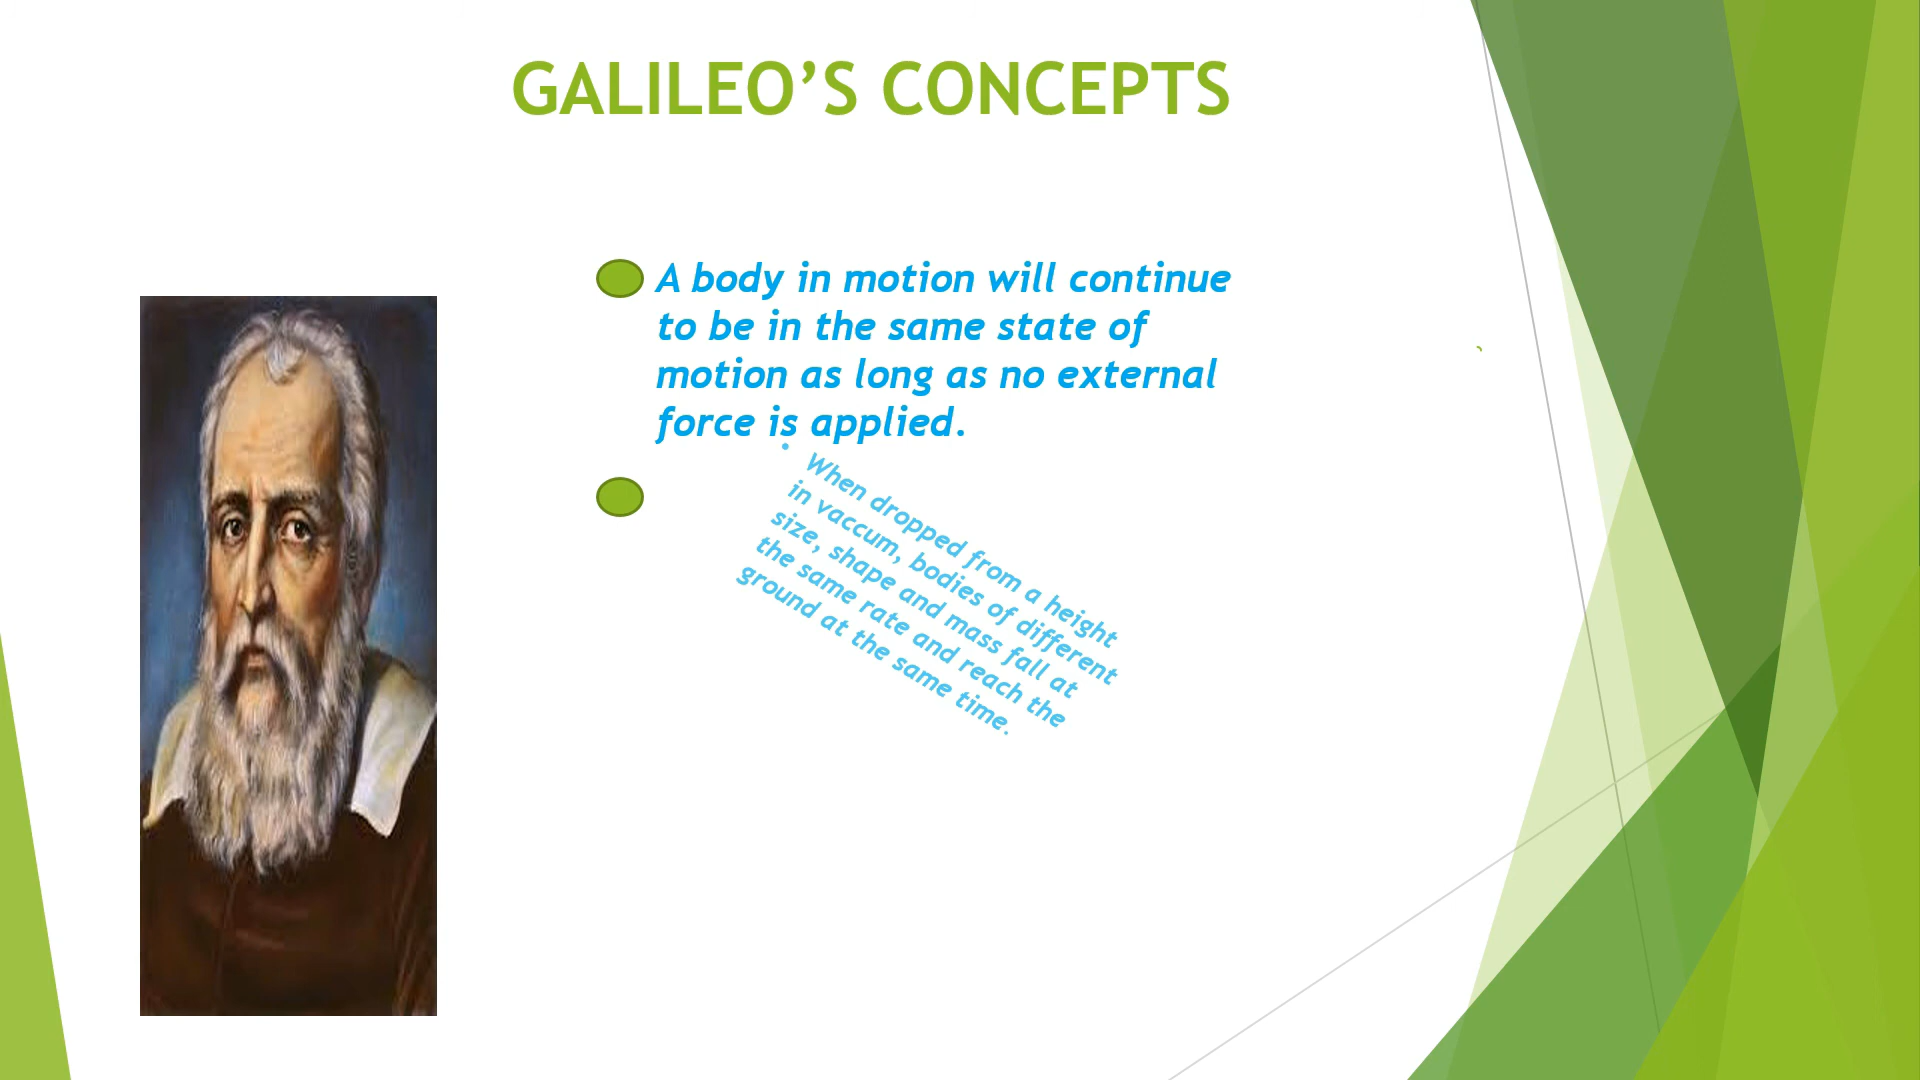 GALILEO’S CONCEPTS
A body in motion will continue
to be in the same state of
motion as long as no external
force is applied.
• When dropped from a height
in vaccum, bodies of different
size, shape and mass fall at
the same rate and reach the
ground at the same time.